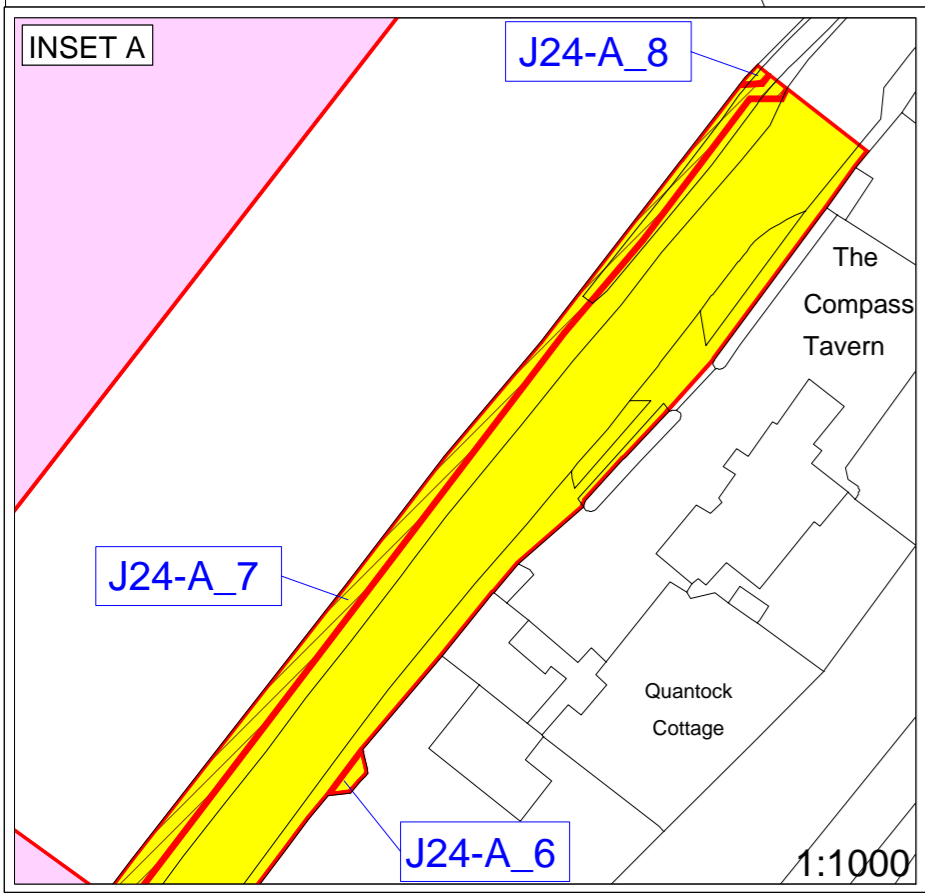 INSET A
J24-A_8
The
Compass
Tavern
J24-A_7
Quantock
Cottage
J24-A_6
1:1000